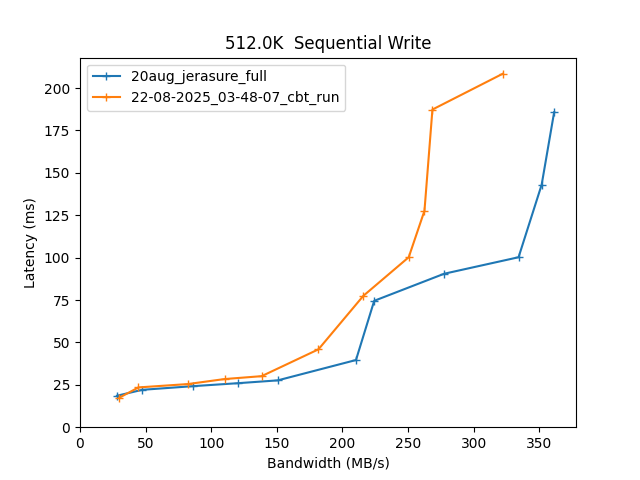 512.0K  Sequential Write
20aug_jerasure_full
22-08-2025_03-48-07_cbt_run
Latency (ms)
200
175
150
125
100
75
50
25
0
0 50 100 150 200 250 300 350
Bandwidth (MB/s)